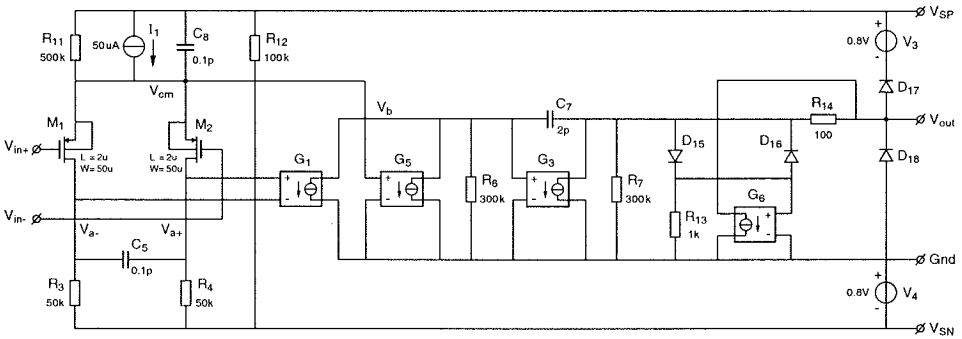 V_SP
R11
500k
50uA
I1
C8
0.1p
R12
100k
0.8V
+
V3
-
D17
Vcm
Vb
C7
2p
R14
100
Vout
M1
M2
Vin+
L = 2u
W= 50u
L = 2u
W= 50u
G1
G5
G3
D15
D16
D18
+
-
+
-
R6
300k
+
-
R7
300k
G6
R13
1k
+
-
Vin-
Va-
Va+
C5
0.1p
Gnd
R3
50k
R4
50k
+
0.8V
V4
-
V_SN